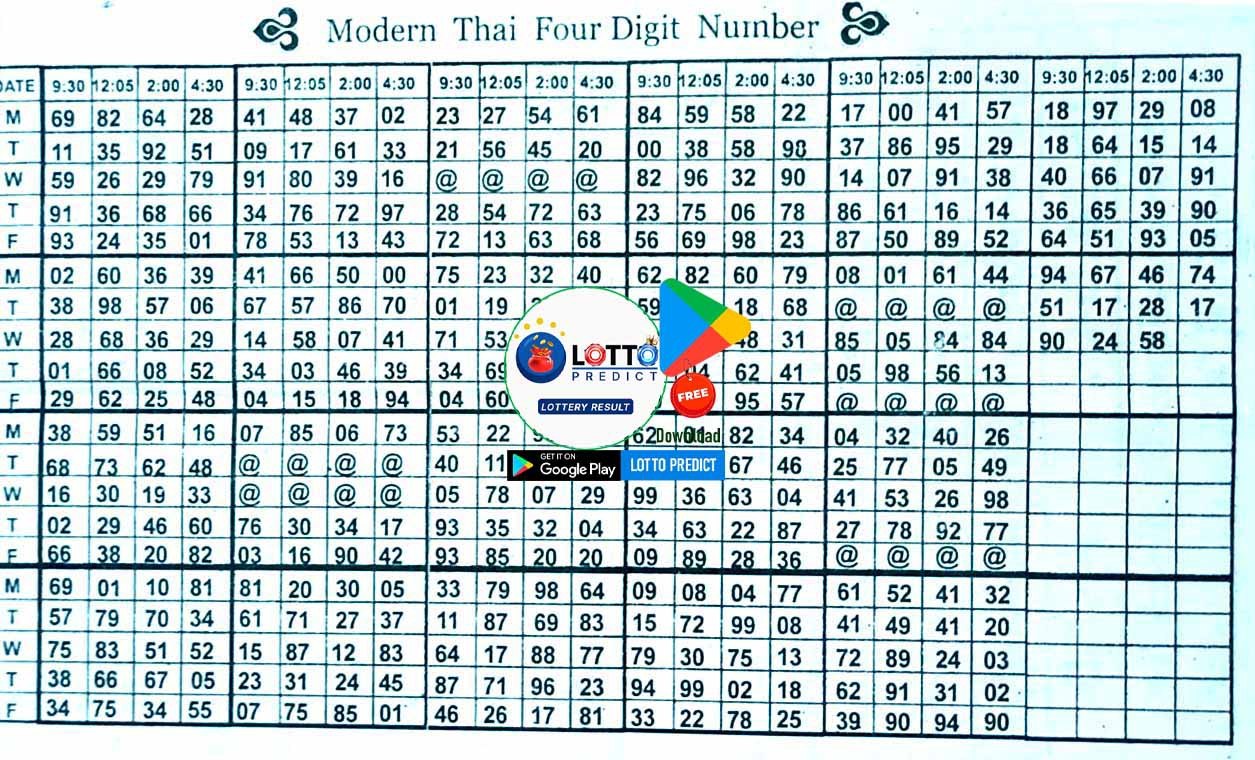 Modern Thai Four Digit Number
DATE 9:30 12:05 2:00 4:30 9:30 12:05 2:00 4:30 9:30 12:05 2:00 4:30 9:30 12:05 2:00 4:30 9:30 12:05 2:00 4:30 9:30 12:05 2:00 4:30
M 69 82 64 28 41 48 37 02 23 27 54 61 84 59 58 22 17 00 41 57 18 97 29 08
T 11 35 92 51 09 17 61 33 21 56 45 20 00 38 58 98 37 86 95 29 18 64 15 14
W 59 26 29 79 91 80 39 16 @ @ @ @ 82 96 32 90 14 07 91 38 40 66 07 91
T 91 36 68 66 34 76 72 97 28 54 72 63 23 75 06 78 86 61 16 14 36 65 39 90
F 93 24 35 01 78 53 13 43 72 13 63 68 56 69 98 23 87 50 89 52 64 51 93 05
M 02 60 36 39 41 66 50 00 75 23 32 40 62 82 60 79 08 01 61 44 94 67 46 74
T 38 98 57 06 67 57 86 70 01 19 59 18 68 @ @ @ @ 51 17 28 17
W 28 68 36 29 14 58 07 41 71 53 48 31 85 05 84 84 90 24 58
T 01 66 08 52 34 03 46 39 34 69 04 62 41 05 98 56 13
F 29 62 25 48 04 15 18 94 04 60 95 57 @ @ @ @
M 38 59 51 16 07 85 06 73 53 22 62 01 82 34 04 32 40 26
T 68 73 62 48 @ @ @ @ 40 11 67 46 25 77 05 49
W 16 30 19 33 @ @ @ @ 05 78 07 29 99 36 63 04 41 53 26 98
T 02 29 46 60 76 30 34 17 93 35 32 04 34 63 22 87 27 78 92 77
F 66 38 20 82 03 16 90 42 93 85 20 20 09 89 28 36 @ @ @ @
M 69 01 10 81 81 20 30 05 33 79 98 64 09 08 04 77 61 52 41 32
T 57 79 70 34 61 71 27 37 11 87 69 83 15 72 99 08 41 49 41 20
W 75 83 51 52 15 87 12 83 64 17 88 77 79 30 75 13 72 89 24 03
T 38 66 67 05 23 31 24 45 87 71 96 23 94 99 02 18 62 91 31 02
F 34 75 34 55 07 75 85 01 46 26 17 81 33 22 78 25 39 90 94 90
LOTTO
PREDICT
LOTTERY RESULT
FREE
Download
GET IT ON
Google Play
LOTTO PREDICT